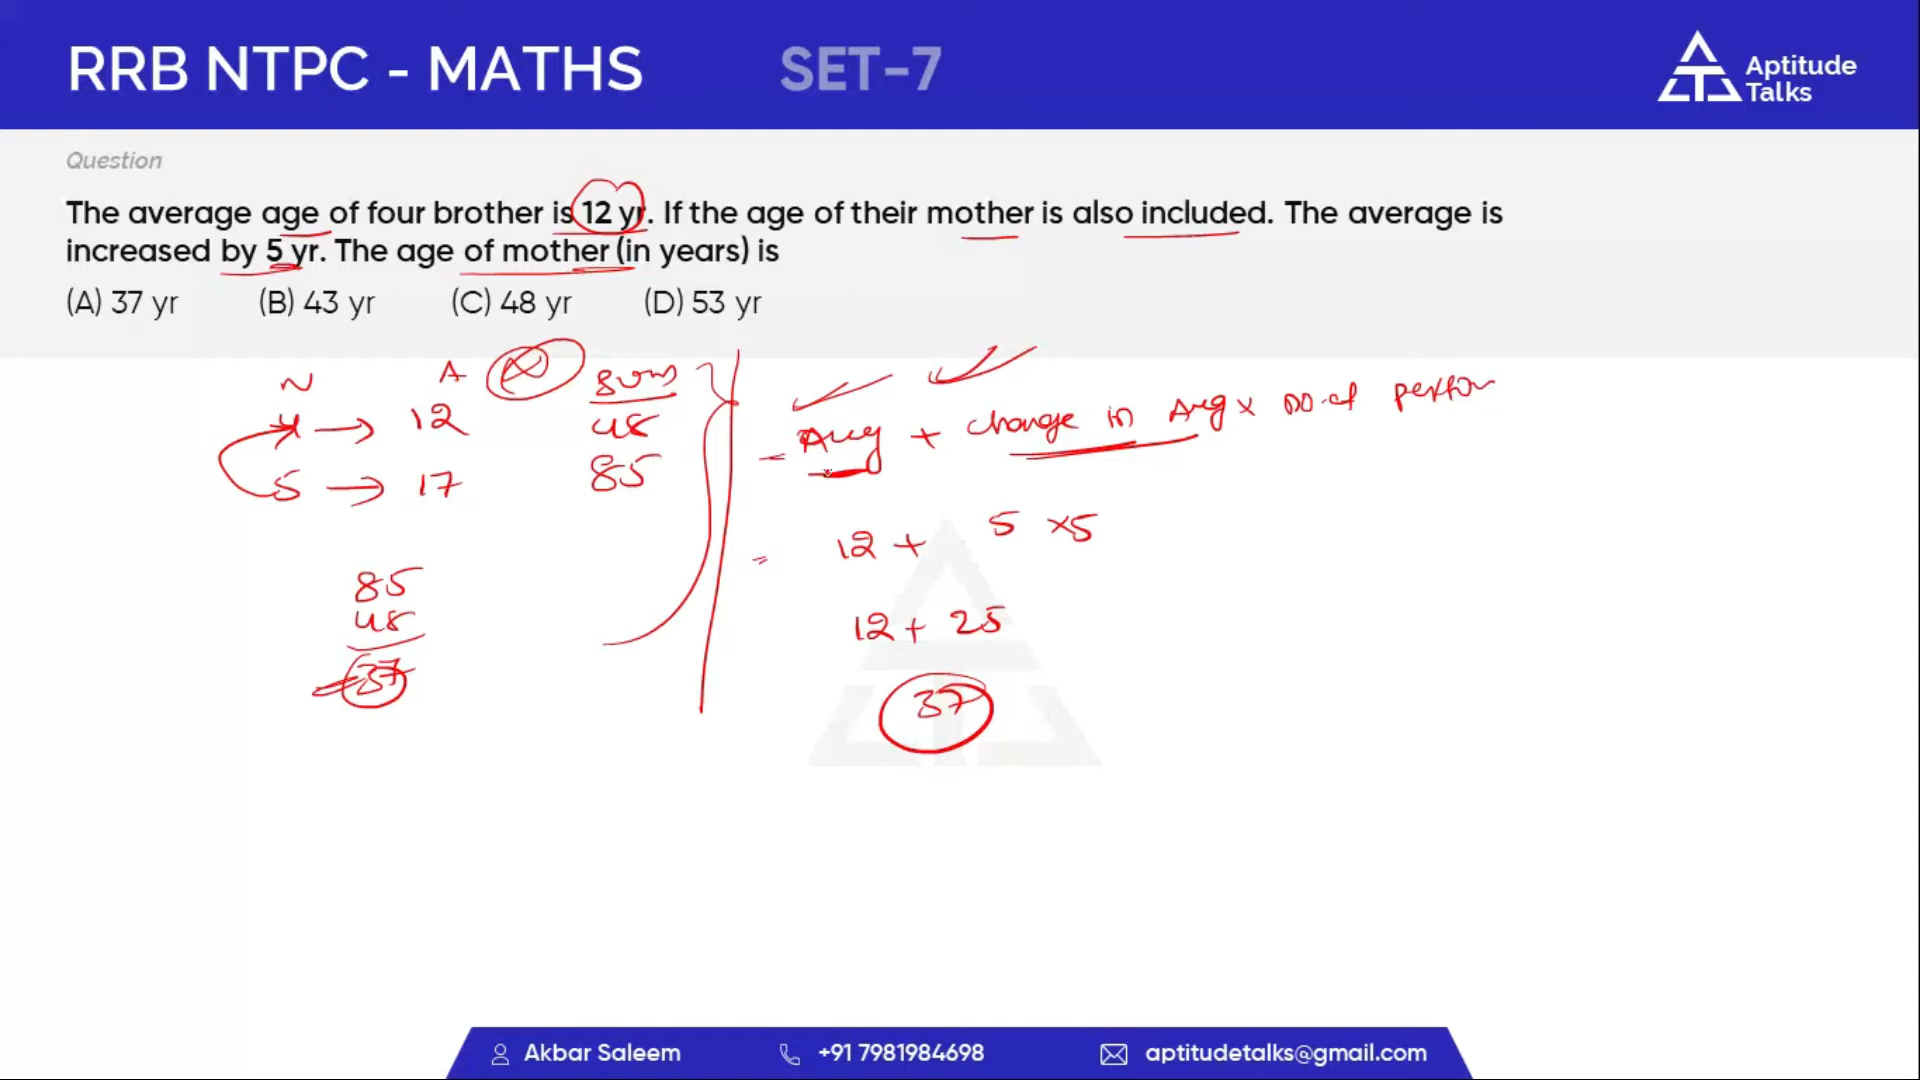 RRB NTPC - MATHS SET-7
Aptitude
Talks
Question
The average age of four brother is 12 yr. If the age of their mother is also included. The average is
increased by 5 yr. The age of mother (in years) is
(A) 37 yr (B) 43 yr (C) 48 yr (D) 53 yr
N A Sum
4 → 12 48
5 → 17 85
85
48
37
= Avg + change in Avg x no. of person
= 12 + 5 x5
12 + 25
37
Akbar Saleem +91 7981984698 aptitudetalks@gmail.com